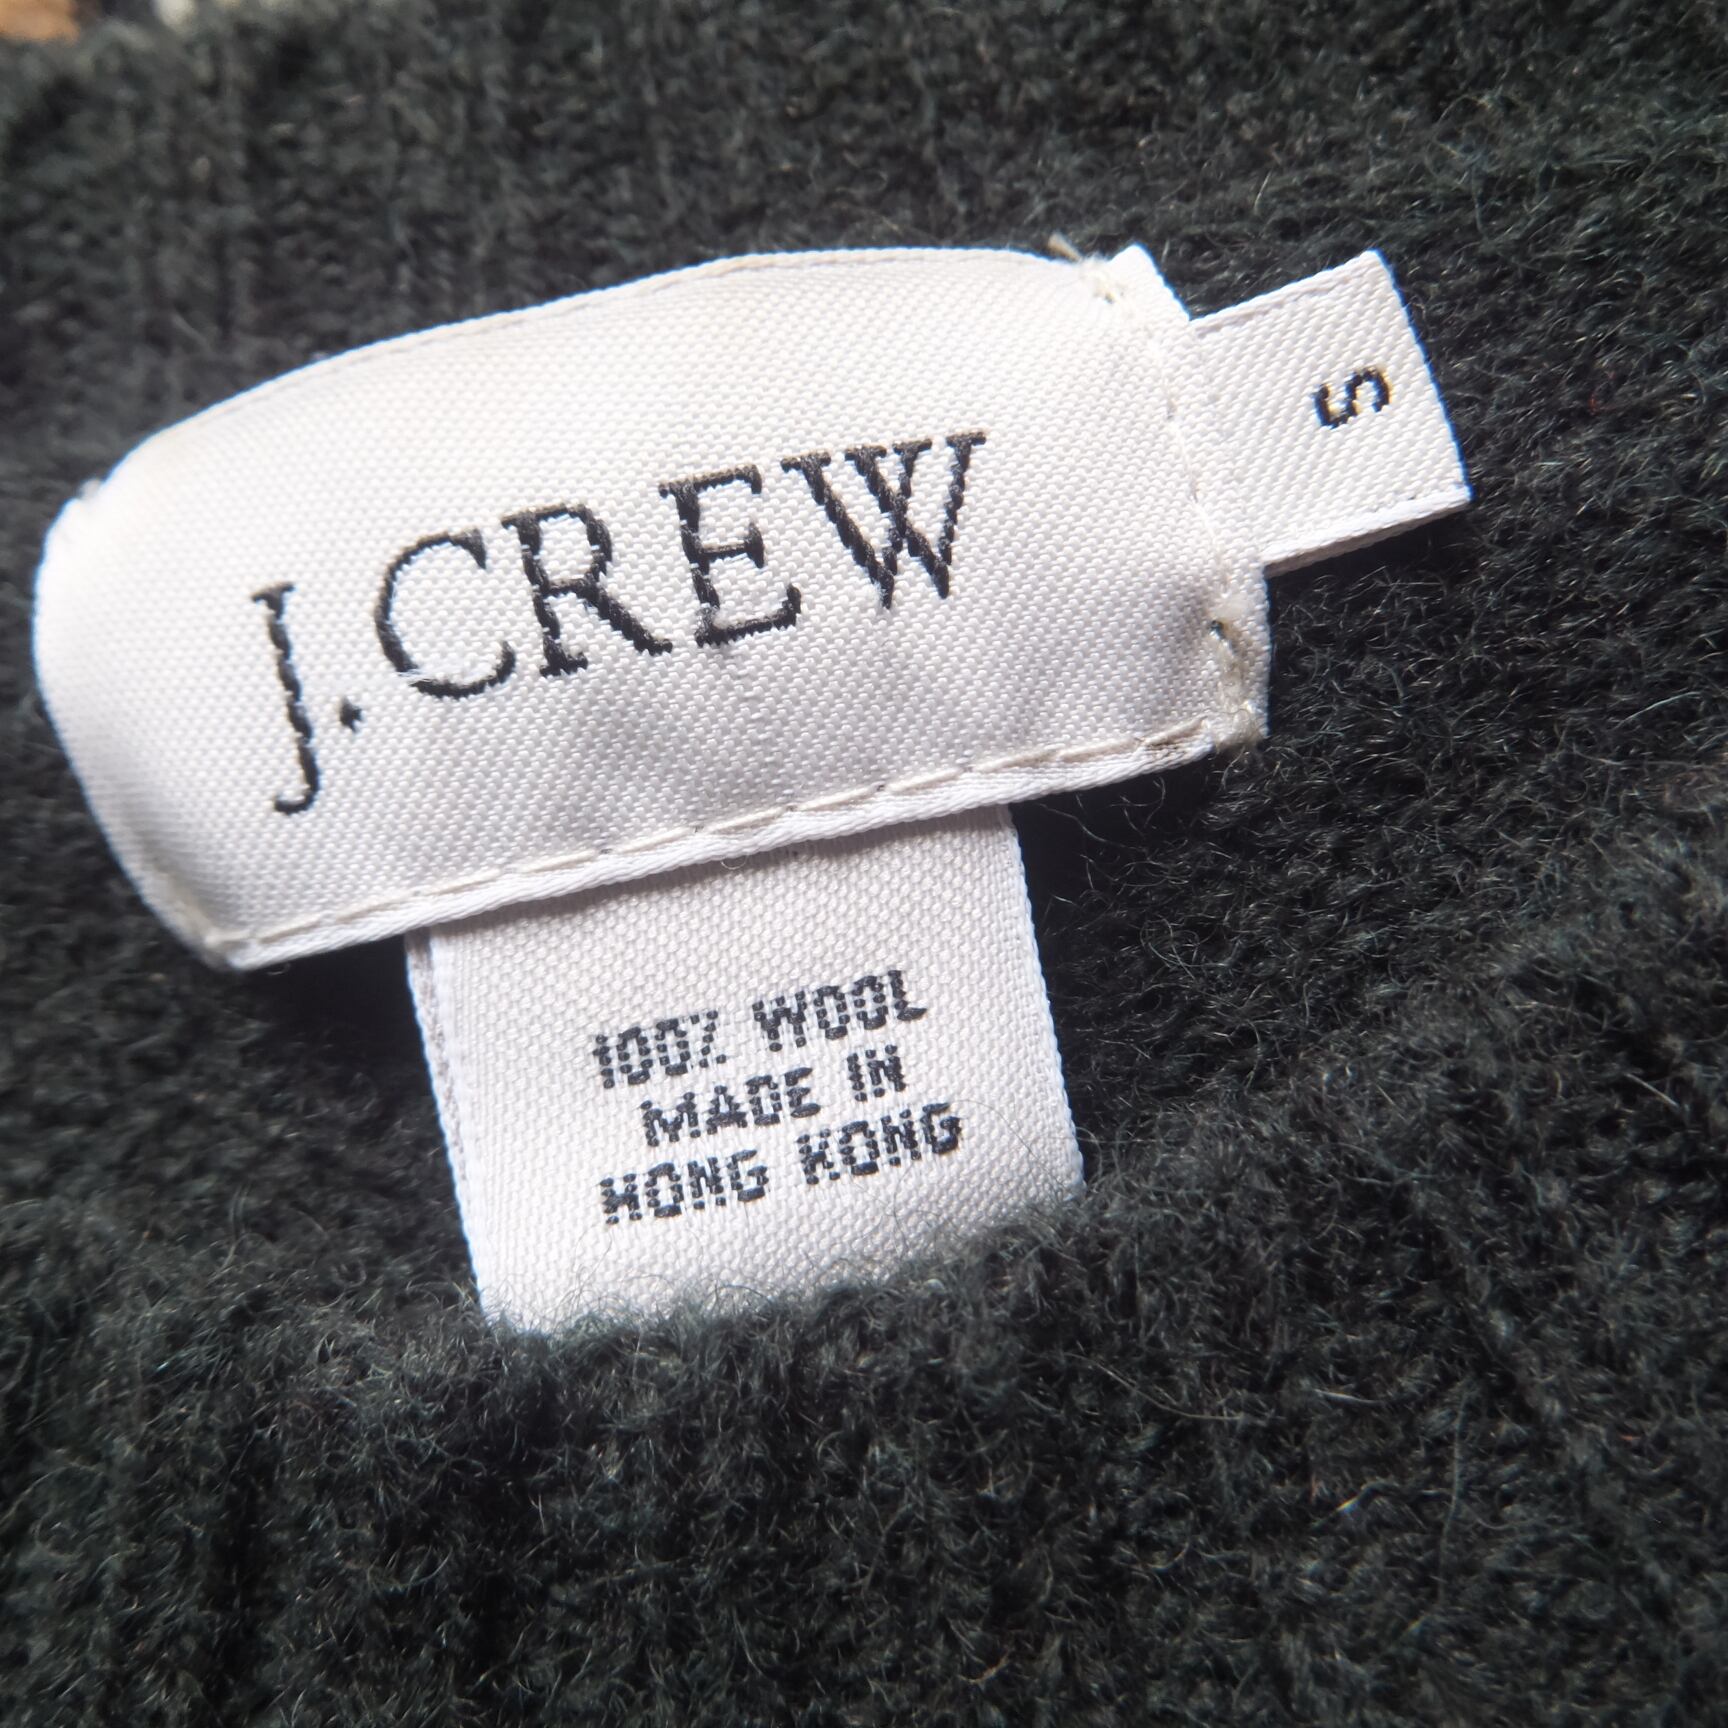 J.CREW
S
100% WOOL
MADE IN
HONG KONG